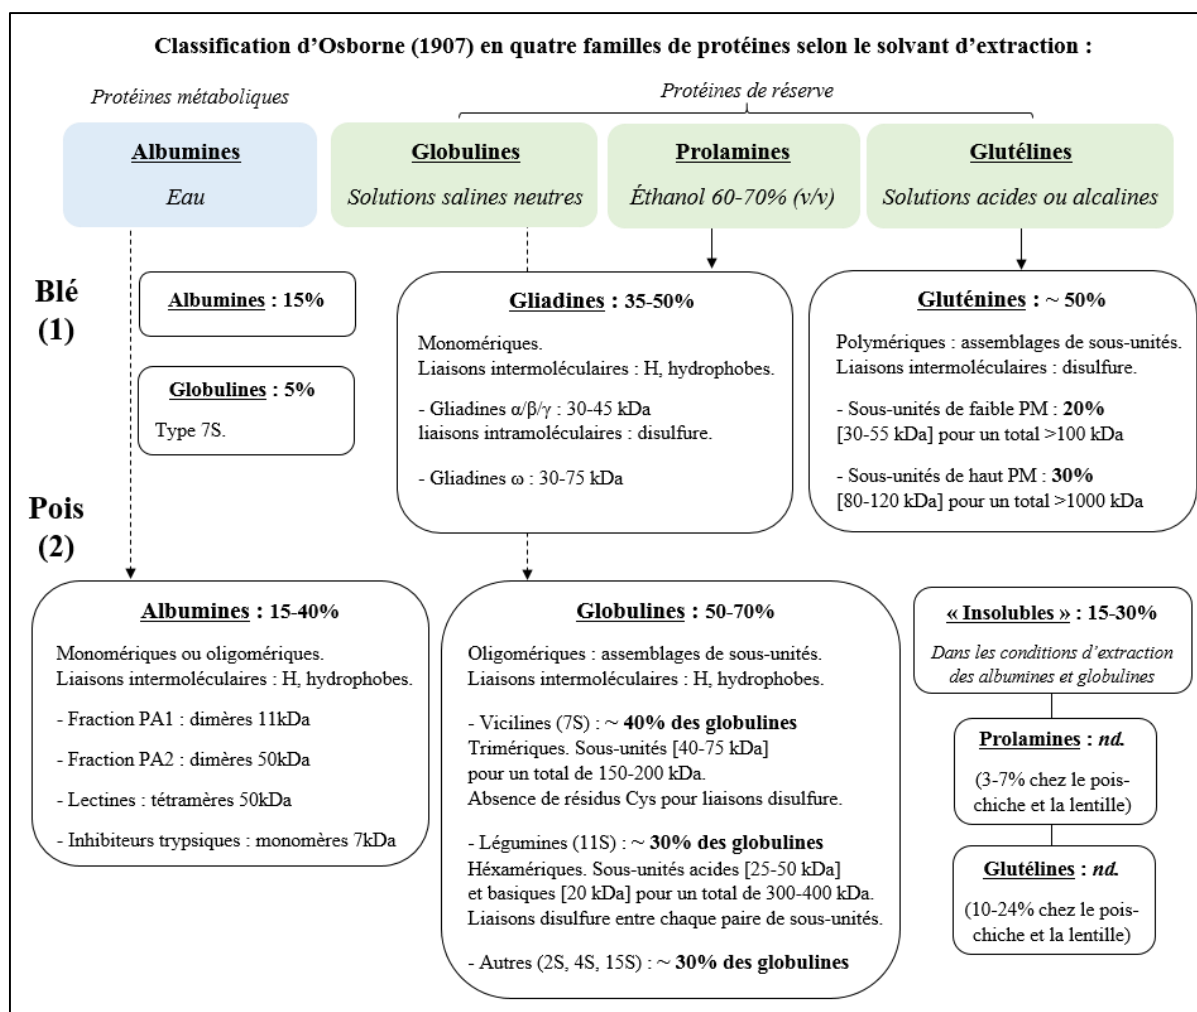 Classification d’Osborne (1907) en quatre familles de protéines selon le solvant d’extraction :
Protéines métaboliques
Protéines de réserve
Albumines
Eau
Globulines
Solutions salines neutres
Prolamines
Éthanol 60-70% (v/v)
Glutélines
Solutions acides ou alcalines
Blé
(1)
Albumines : 15%
Globulines : 5%
Type 7S.
Gliadines : 35-50%
Monomériques.
Liaisons intermoléculaires : H, hydrophobes.
- Gliadines α/β/γ : 30-45 kDa
liaisons intramoléculaires : disulfure.
- Gliadines ω : 30-75 kDa
Gluténines : ~ 50%
Polymériques : assemblages de sous-unités.
Liaisons intermoléculaires : disulfure.
- Sous-unités de faible PM : 20%
[30-55 kDa] pour un total >100 kDa
- Sous-unités de haut PM : 30%
[80-120 kDa] pour un total >1000 kDa
Pois
(2)
Albumines : 15-40%
Monomériques ou oligomériques.
Liaisons intermoléculaires : H, hydrophobes.
- Fraction PA1 : dimères 11kDa
- Fraction PA2 : dimères 50kDa
- Lectines : tétramères 50kDa
- Inhibiteurs trypsiques : monomères 7kDa
Globulines : 50-70%
Oligomériques : assemblages de sous-unités.
Liaisons intermoléculaires : H, hydrophobes.
- Vicilines (7S) : ~ 40% des globulines
Trimériques. Sous-unités [40-75 kDa]
pour un total de 150-200 kDa.
Absence de résidus Cys pour liaisons disulfure.
- Légumines (11S) : ~ 30% des globulines
Héxamériques. Sous-unités acides [25-50 kDa]
et basiques [20 kDa] pour un total de 300-400 kDa.
Liaisons disulfure entre chaque paire de sous-unités.
- Autres (2S, 4S, 15S) : ~ 30% des globulines
« Insolubles » : 15-30%
Dans les conditions d’extraction
des albumines et globulines
Prolamines : nd.
(3-7% chez le pois-
chiche et la lentille)
Glutélines : nd.
(10-24% chez le pois-
chiche et la lentille)